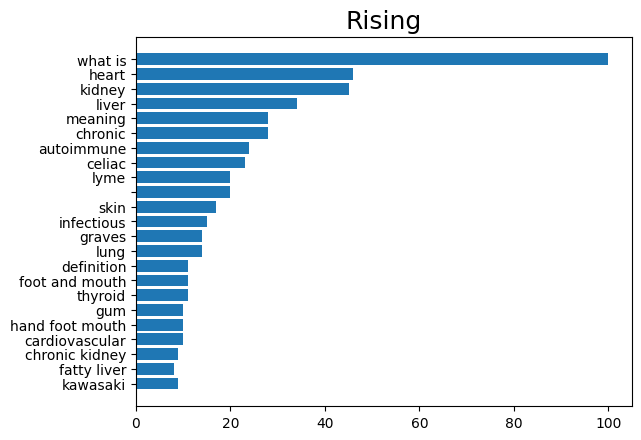 Rising
what is
heart
kidney
liver
meaning
chronic
autoimmune
celiac
lyme
skin
infectious
graves
lung
definition
foot and mouth
thyroid
gum
hand foot mouth
cardiovascular
chronic kidney
fatty liver
kawasaki
0 20 40 60 80 100